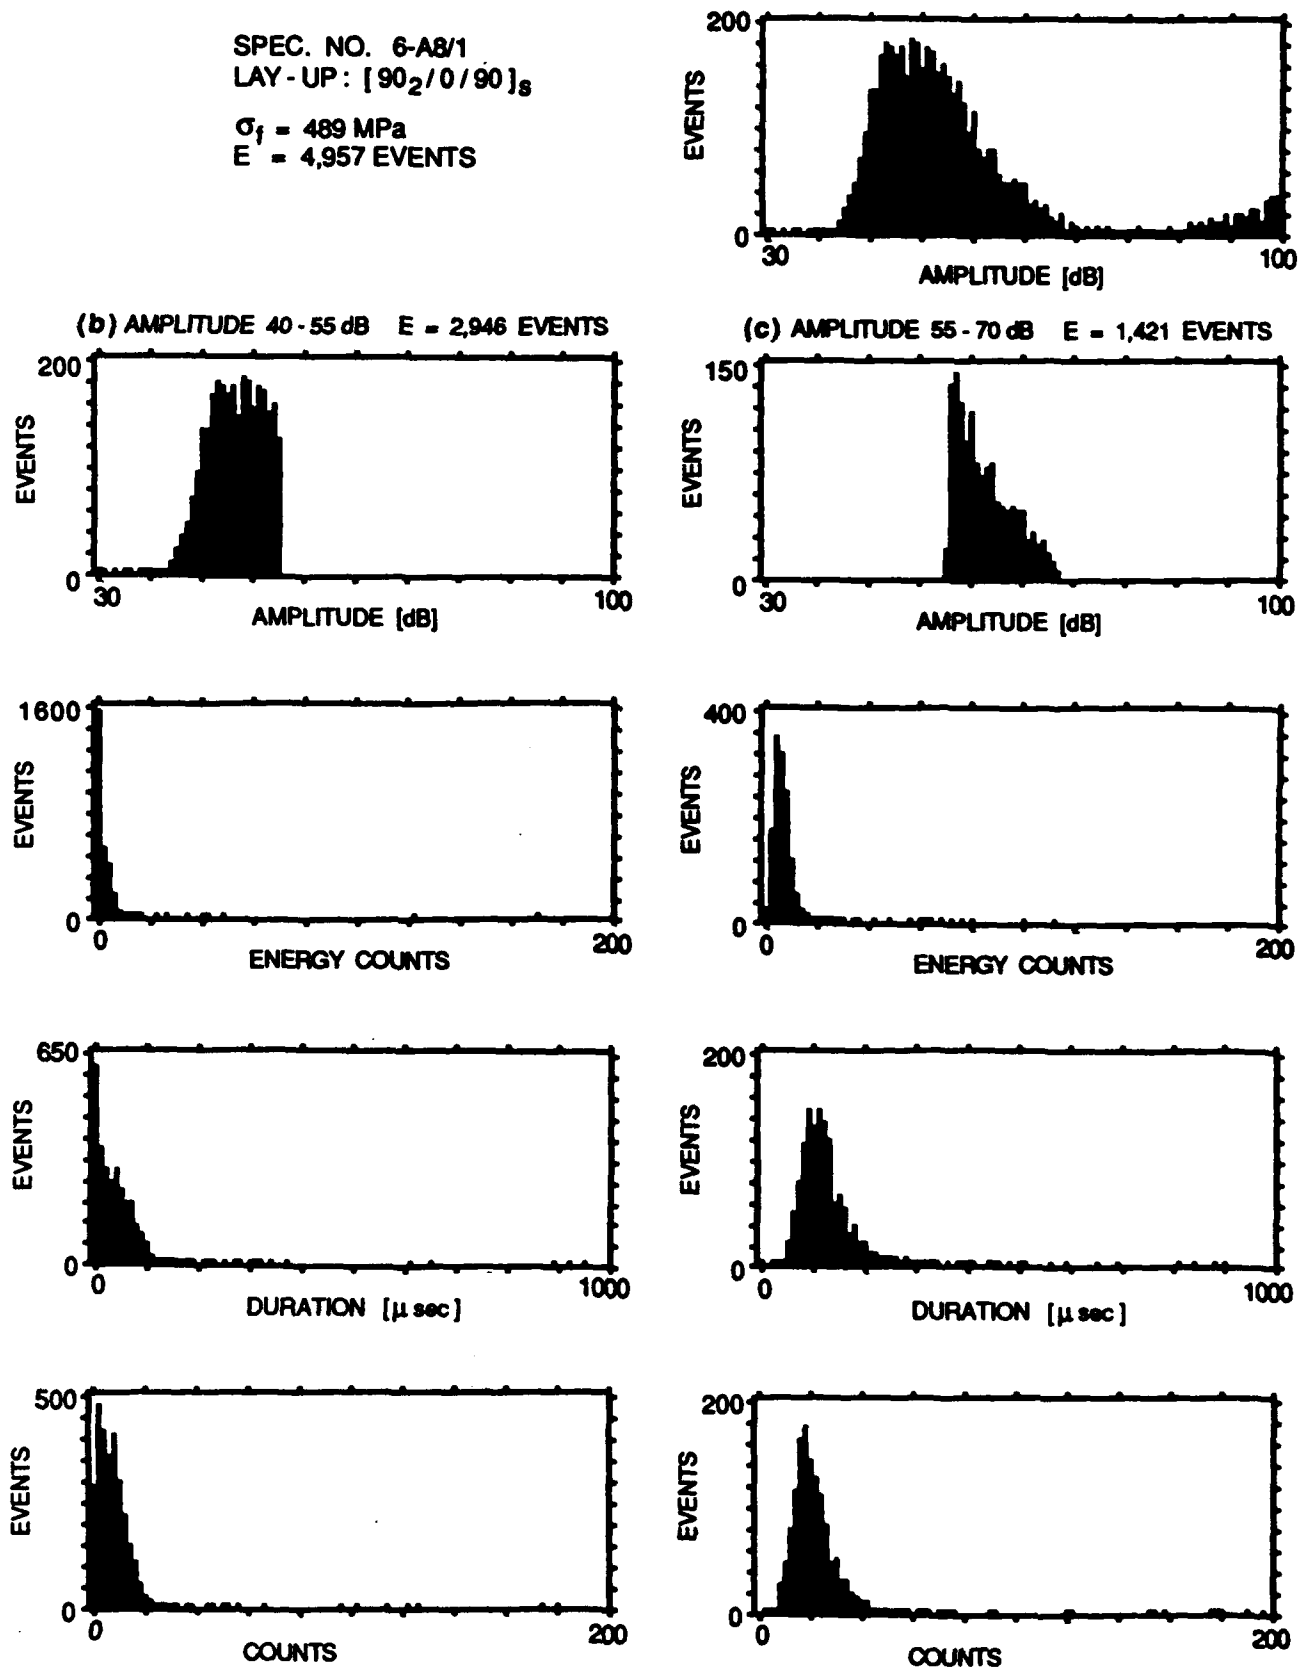 SPEC. NO. 6-A8/1
LAY-UP: [90₂/0/90]ₛ
σf = 489 MPa
E = 4,957 EVENTS
200
EVENTS
0
30
100
AMPLITUDE [dB]
(b) AMPLITUDE 40-55 dB E = 2,946 EVENTS
200
EVENTS
0
30
100
AMPLITUDE [dB]
(c) AMPLITUDE 55-70 dB E = 1,421 EVENTS
150
EVENTS
0
30
100
AMPLITUDE [dB]
1600
EVENTS
0
0
200
ENERGY COUNTS
400
EVENTS
0
0
200
ENERGY COUNTS
650
EVENTS
0
0
1000
DURATION [μ sec]
200
EVENTS
0
0
1000
DURATION [μ sec]
500
EVENTS
0
0
200
COUNTS
200
EVENTS
0
0
200
COUNTS